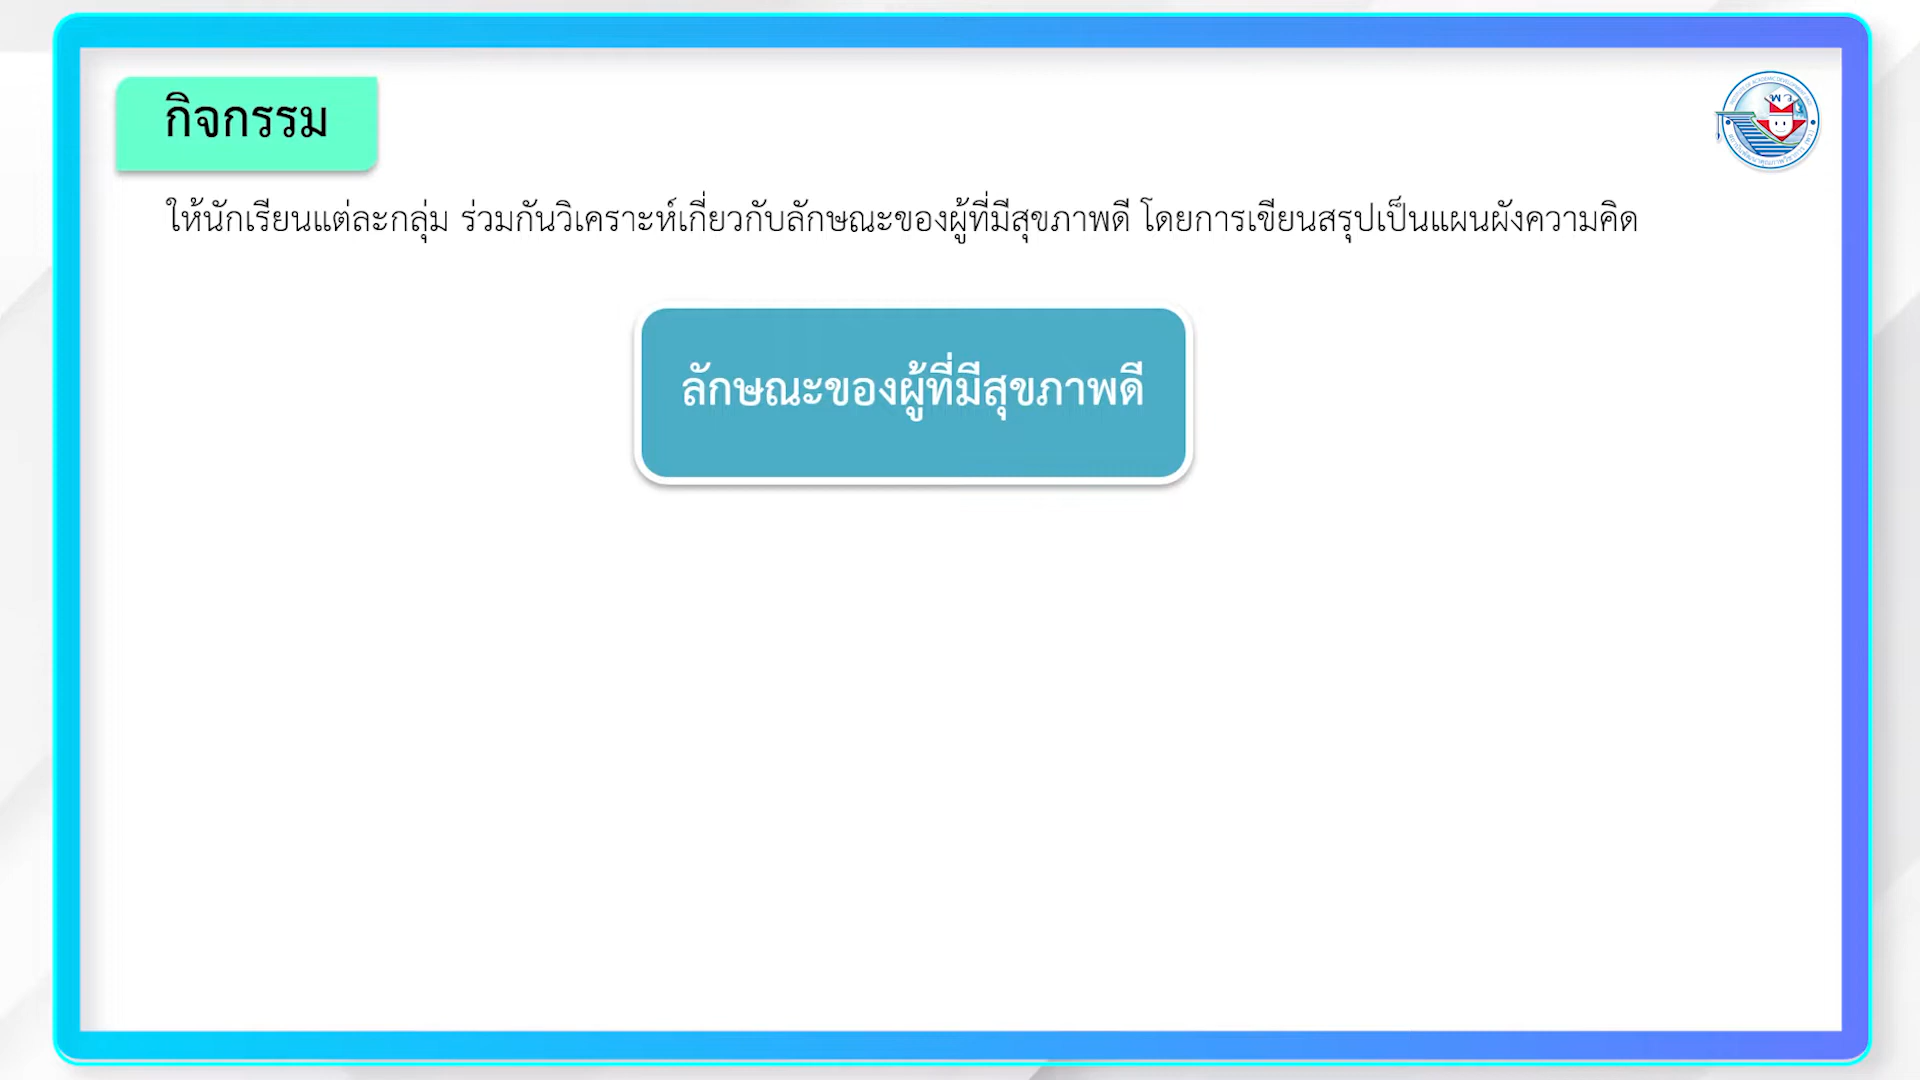 กิจกรรม
พ ว
ให้นักเรียนแต่ละกลุ่ม ร่วมกันวิเคราะห์เกี่ยวกับลักษณะของผู้ที่มีสุขภาพดี โดยการเขียนสรุปเป็นแผนผังความคิด
ลักษณะของผู้ที่มีสุขภาพดี